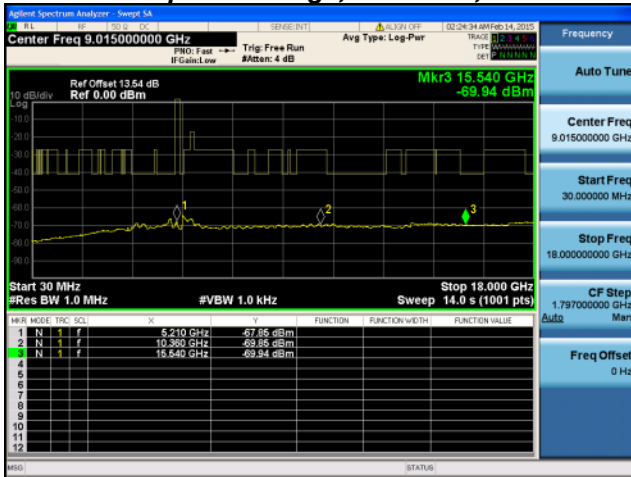 Agilent Spectrum Analyzer - Swept SA
RL RF 50 Ω DC SENSE:INT ALIGN OFF 02:24:34 AM Feb 14, 2015
Center Freq 9.015000000 GHz
PNO: Fast
IFGain:Low
Trig: Free Run
#Atten: 4 dB
Avg Type: Log-Pwr
TRACE 1 2 3 4 5 6
TYPE
DET P N N N N N
Frequency
Mkr3 15.540 GHz
-69.94 dBm
Ref Offset 13.54 dB
10 dB/div Ref 0.00 dBm
Log
-10.0
-20.0
-30.0
-40.0
-50.0
-60.0
-70.0
-80.0
-90.0
1
2
3
Start 30 MHz
Stop 18.000 GHz
#Res BW 1.0 MHz
#VBW 1.0 kHz
Sweep 14.0 s (1001 pts)
MKR MODE TRC SCL X Y FUNCTION FUNCTION WIDTH FUNCTION VALUE
1 N 1 f 5.210 GHz -67.85 dBm
2 N 1 f 10.360 GHz -69.85 dBm
3 N 1 f 15.540 GHz -69.94 dBm
4
5
6
7
8
9
10
11
12
MSG
STATUS
Auto Tune
Center Freq
9.015000000 GHz
Start Freq
30.000000 MHz
Stop Freq
18.000000000 GHz
CF Step
1.797000000 GHz
Auto Man
Freq Offset
0 Hz